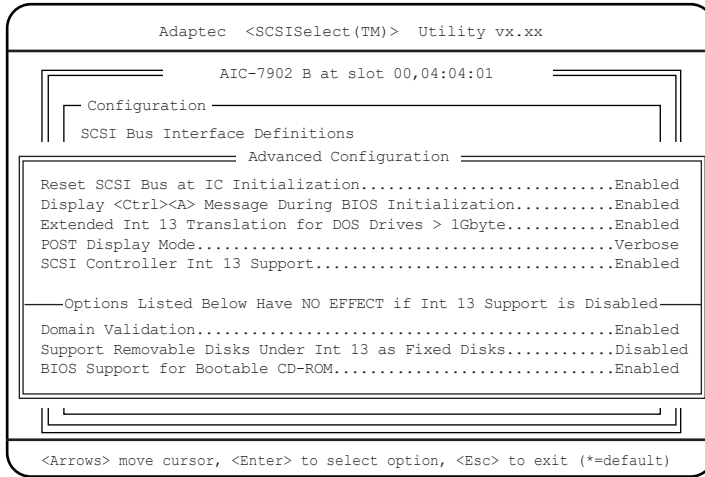 Adaptec <SCSISelect(TM)> Utility vx.xx
AIC-7902 B at slot 00,04:04:01
Configuration
SCSI Bus Interface Definitions
Advanced Configuration
Reset SCSI Bus at IC Initialization............................Enabled
Display <Ctrl><A> Message During BIOS Initialization...........Enabled
Extended Int 13 Translation for DOS Drives > 1Gbyte............Enabled
POST Display Mode..............................................Verbose
SCSI Controller Int 13 Support.................................Enabled
Options Listed Below Have NO EFFECT if Int 13 Support is Disabled
Domain Validation..............................................Enabled
Support Removable Disks Under Int 13 as Fixed Disks............Disabled
BIOS Support for Bootable CD-ROM...............................Enabled
<Arrows> move cursor, <Enter> to select option, <Esc> to exit (*=default)